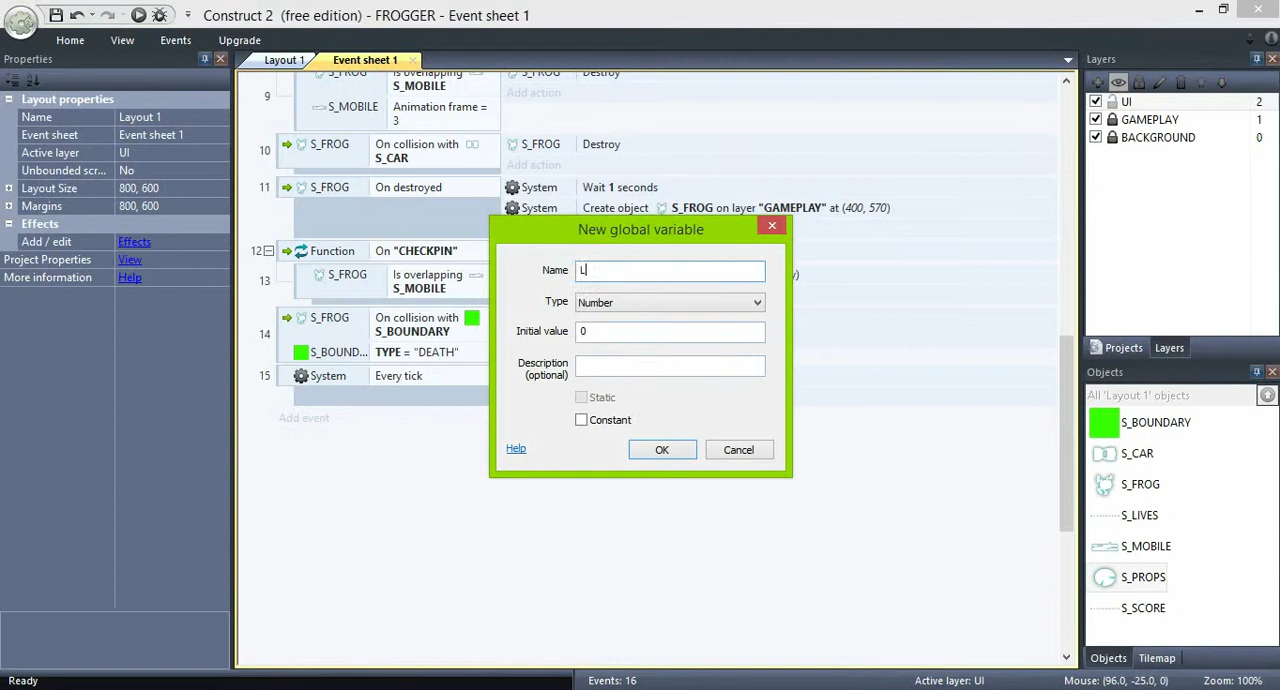 Construct 2 (free edition) - FROGGER - Event sheet 1
Home View Events Upgrade
Properties
Layout properties
Name Layout 1
Event sheet Event sheet 1
Active layer UI
Unbounded scr... No
Layout Size 800, 600
Margins 800, 600
Effects
Add / edit Effects
Project Properties View
More information Help
Layout 1 Event sheet 1
9
S_FROG Is overlapping S_MOBILE
S_MOBILE Animation frame = 3
S_FROG Destroy
Add action
10 S_FROG On collision with S_CAR
S_FROG Destroy
Add action
11 S_FROG On destroyed
System Wait 1 seconds
System Create object S_FROG on layer "GAMEPLAY" at (400, 570)
12 Function On "CHECKPIN"
13 S_FROG Is overlapping S_MOBILE
14 S_FROG On collision with S_BOUNDARY
S_BOUND... TYPE = "DEATH"
15 System Every tick
Add event
New global variable
Name L
Type Number
Initial value 0
Description (optional)
Static
Constant
Help OK Cancel
Layers
UI 2
GAMEPLAY 1
BACKGROUND 0
Projects Layers
Objects
All 'Layout 1' objects
S_BOUNDARY
S_CAR
S_FROG
S_LIVES
S_MOBILE
S_PROPS
S_SCORE
Objects Tilemap
Ready Events: 16 Active layer: UI Mouse: (96.0, -25.0, 0) Zoom: 100%